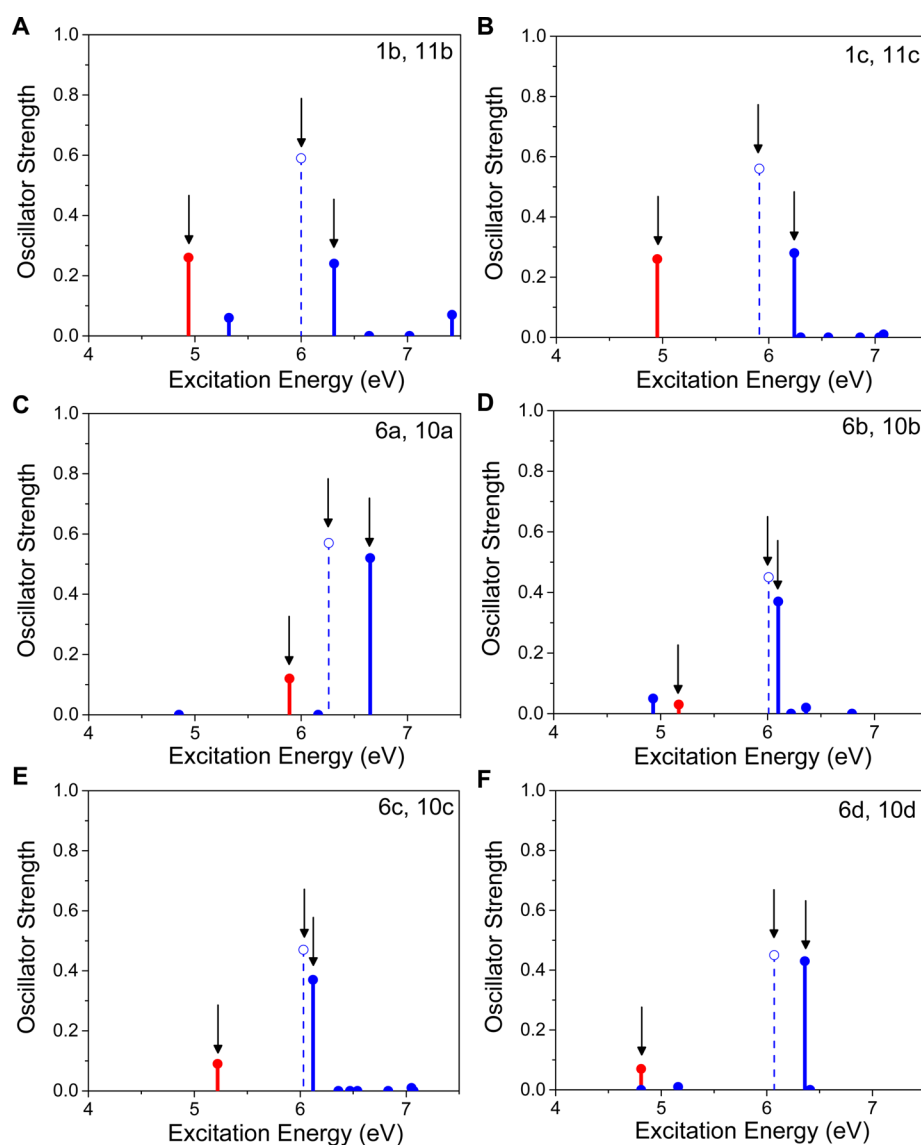 A
1b, 11b
Oscillator Strength
1.0
0.8
0.6
0.4
0.2
0.0
4 5 6 7
Excitation Energy (eV)
B
1c, 11c
Oscillator Strength
1.0
0.8
0.6
0.4
0.2
0.0
4 5 6 7
Excitation Energy (eV)
C
6a, 10a
Oscillator Strength
1.0
0.8
0.6
0.4
0.2
0.0
4 5 6 7
Excitation Energy (eV)
D
6b, 10b
Oscillator Strength
1.0
0.8
0.6
0.4
0.2
0.0
4 5 6 7
Excitation Energy (eV)
E
6c, 10c
Oscillator Strength
1.0
0.8
0.6
0.4
0.2
0.0
4 5 6 7
Excitation Energy (eV)
F
6d, 10d
Oscillator Strength
1.0
0.8
0.6
0.4
0.2
0.0
4 5 6 7
Excitation Energy (eV)